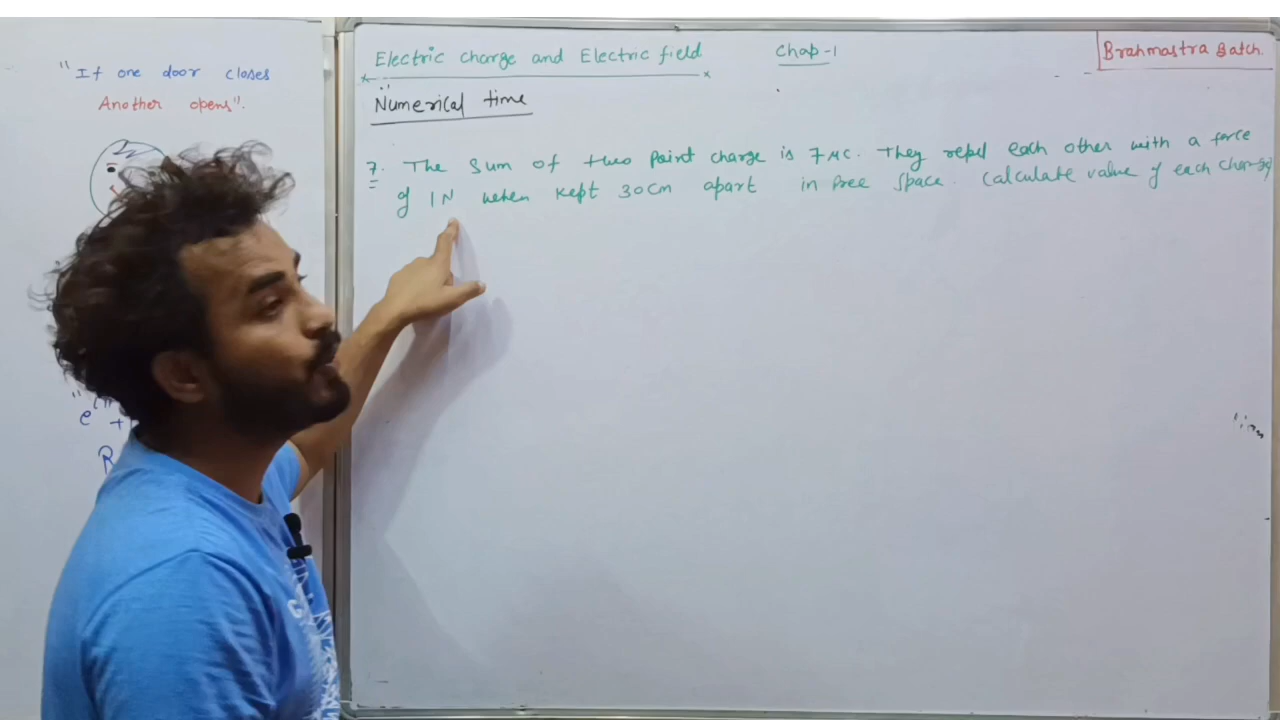 "If one door closes
Another opens".
Electric charge and Electric field
Chap-1
Brahmastra Batch.
Numerical time
7. The Sum of two point charge is 7μC. They repel each other with a force
of 1N when kept 30cm apart in free space. Calculate value of each charge
e
R